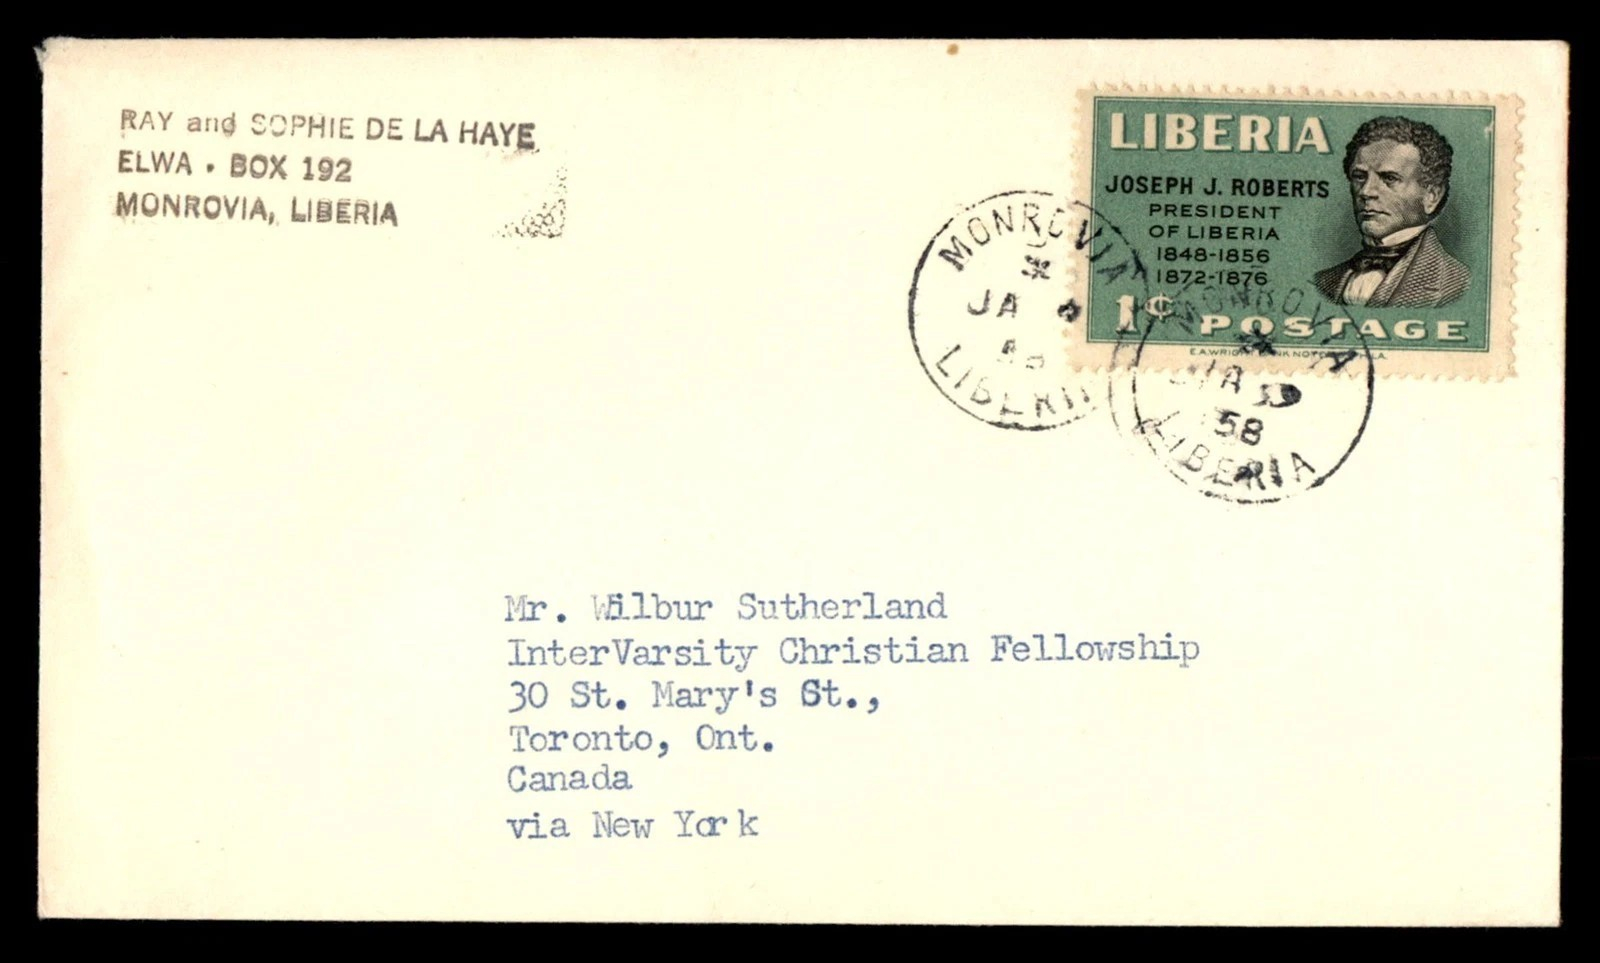 RAY and SOPHIE DE LA HAYE
ELWA • BOX 192
MONROVIA, LIBERIA
LIBERIA
JOSEPH J. ROBERTS
PRESIDENT
OF LIBERIA
1848-1856
1872-1876
1¢ POSTAGE
MONROVIA
JA
LIBERIA
MONROVIA
JA
58
LIBERIA
Mr. Wilbur Sutherland
InterVarsity Christian Fellowship
30 St. Mary's St.,
Toronto, Ont.
Canada
via New York